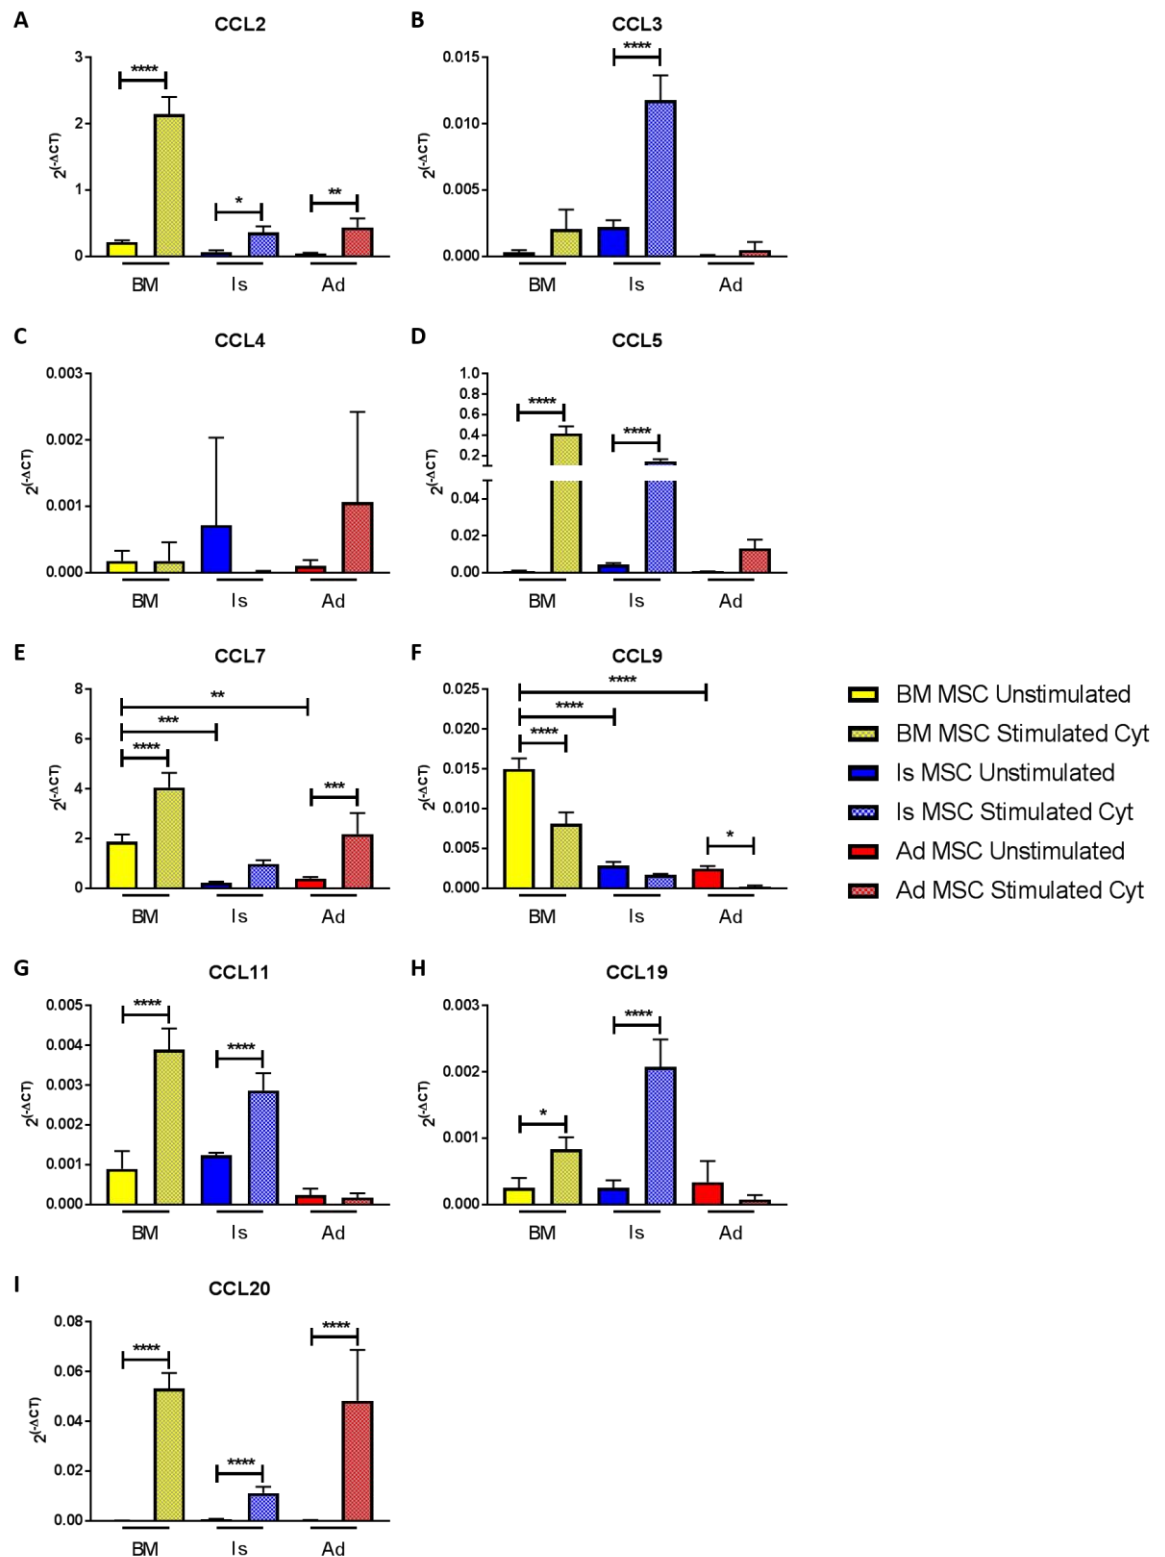 A
CCL2
3
2
1
0
2^(-ΔCT)
****
*
**
BM Is Ad
B
CCL3
0.015
0.010
0.005
0.000
2^(-ΔCT)
****
BM Is Ad
C
CCL4
0.003
0.002
0.001
0.000
2^(-ΔCT)
BM Is Ad
D
CCL5
1.0
0.8
0.6
0.4
0.2
0.04
0.02
0.00
2^(-ΔCT)
****
****
BM Is Ad
E
CCL7
8
6
4
2
0
2^(-ΔCT)
**
***
****
***
BM Is Ad
F
CCL9
0.025
0.020
0.015
0.010
0.005
0.000
2^(-ΔCT)
****
****
****
*
BM Is Ad
BM MSC Unstimulated
BM MSC Stimulated Cyt
Is MSC Unstimulated
Is MSC Stimulated Cyt
Ad MSC Unstimulated
Ad MSC Stimulated Cyt
G
CCL11
0.005
0.004
0.003
0.002
0.001
0.000
2^(-ΔCT)
****
****
BM Is Ad
H
CCL19
0.003
0.002
0.001
0.000
2^(-ΔCT)
*
****
BM Is Ad
I
CCL20
0.08
0.06
0.04
0.02
0.00
2^(-ΔCT)
****
****
****
BM Is Ad